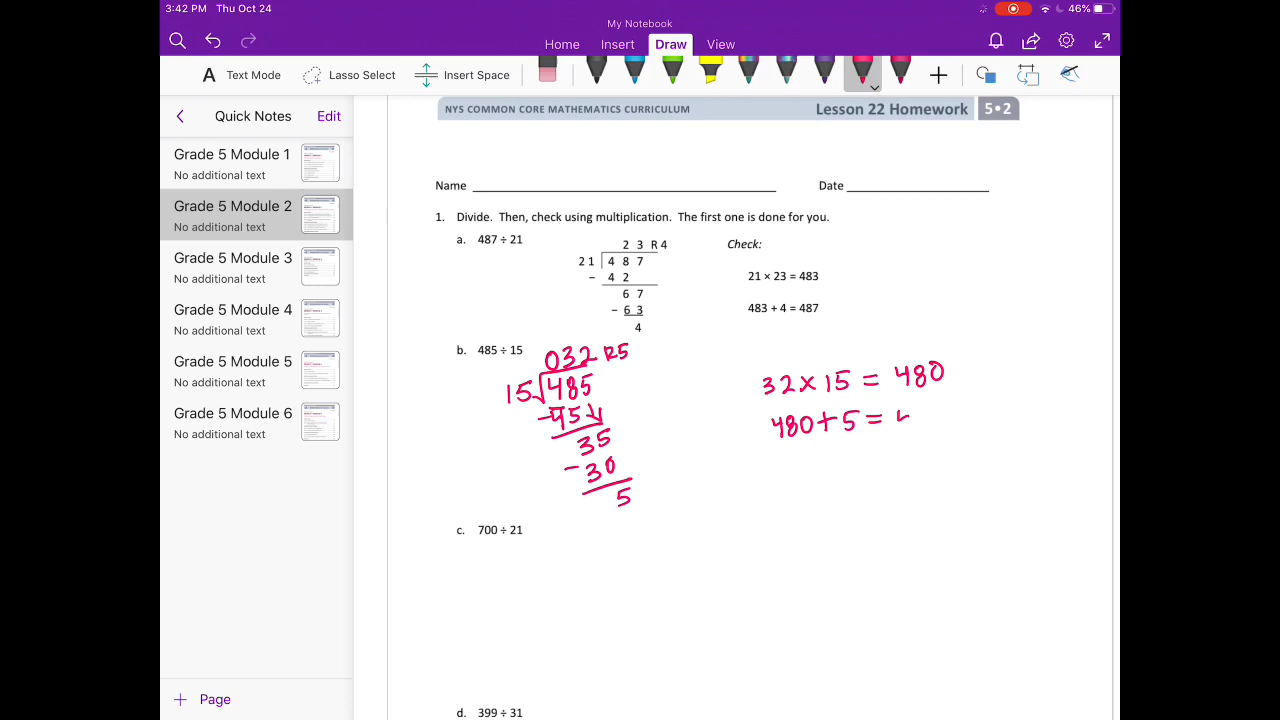 3:42 PM Thu Oct 24
46%
My Notebook
Home Insert Draw View
A Text Mode Lasso Select Insert Space
Quick Notes Edit
Grade 5 Module 1
No additional text
Grade 5 Module 2
No additional text
Grade 5 Module 3
No additional text
Grade 5 Module 4
No additional text
Grade 5 Module 5
No additional text
Grade 5 Module 6
No additional text
+ Page
NYS COMMON CORE MATHEMATICS CURRICULUM Lesson 22 Homework 5•2
Name Date
1. Divide. Then, check using multiplication. The first one is done for you.
a. 487 ÷ 21
2 3 R 4
2 1 4 8 7
− 4 2
6 7
− 6 3
4
Check:
21 × 23 = 483
483 + 4 = 487
b. 485 ÷ 15
032 R5
15 485
-45
35
-30
5
32 × 15 = 480
480 + 5 =
c. 700 ÷ 21
d. 399 ÷ 31